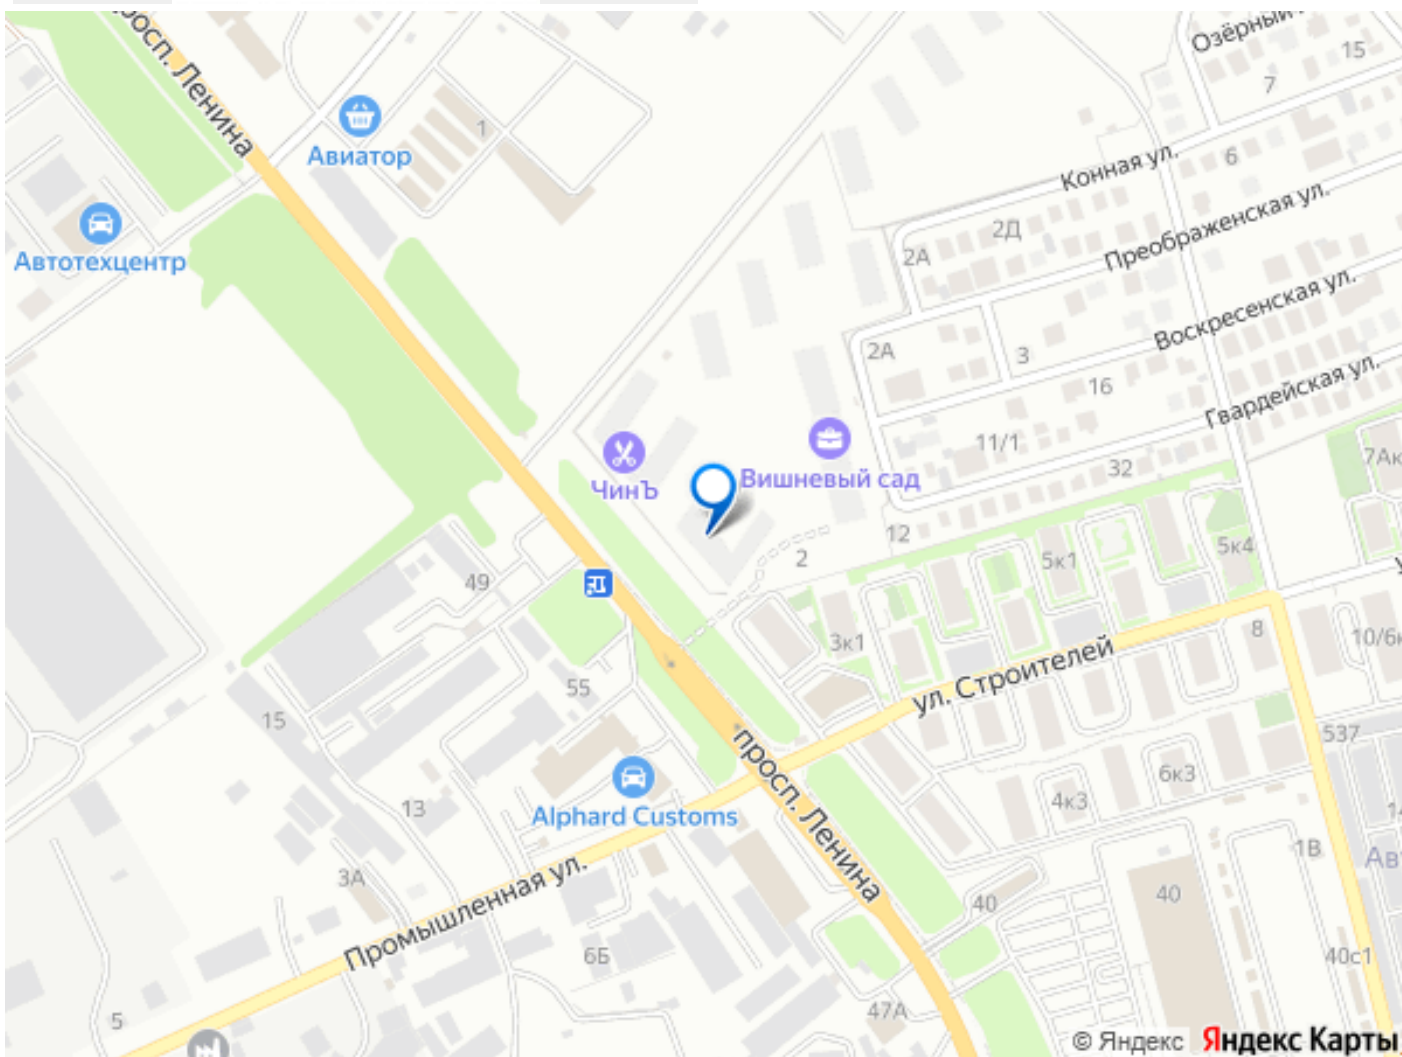 просп. Ленина
Озёрный
15
7
Авиатор
1
Конная ул.
6
Преображенская ул.
2Д
2А
Автотехцентр
Воскресенская ул.
2А
3
16
Гвардейская ул.
11/1
ЧинЪ
Вишневый сад
32
7Ак
12
2
5к1
5к4
49
3к1
8
10/6к
ул. Строителей
55
15
просп. Ленина
537
6к3
4к3
13
Alphard Customs
1В
Ав
3А
40
40
Промышленная ул.
6Б
40с1
47А
5
© Яндекс Яндекс Карты